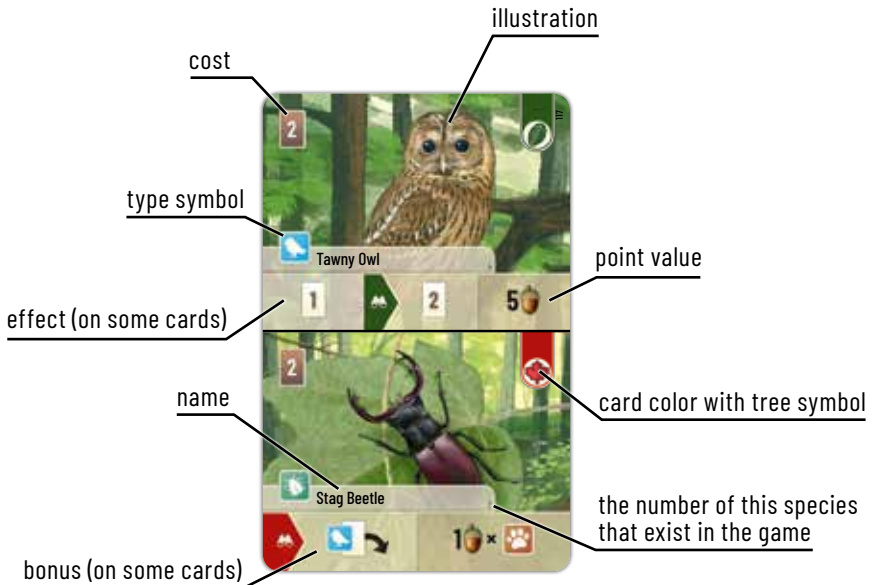 illustration
cost
2
117
type symbol
Tawny Owl
point value
1
2
5
effect (on some cards)
2
name
card color with tree symbol
Stag Beetle
the number of this species
that exist in the game
1 ×
bonus (on some cards)